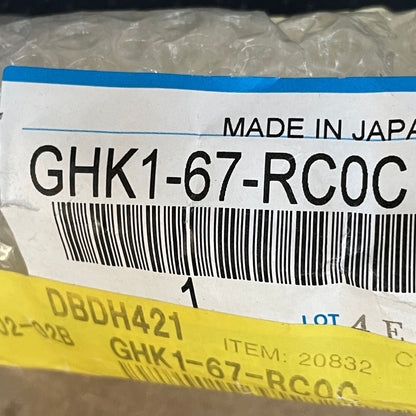 MADE IN JAPA
GHK1-67-RC0C
1
LOT 4 E
DBDH421
02-02B
ITEM: 20832 C
GHK1-67-RC0C